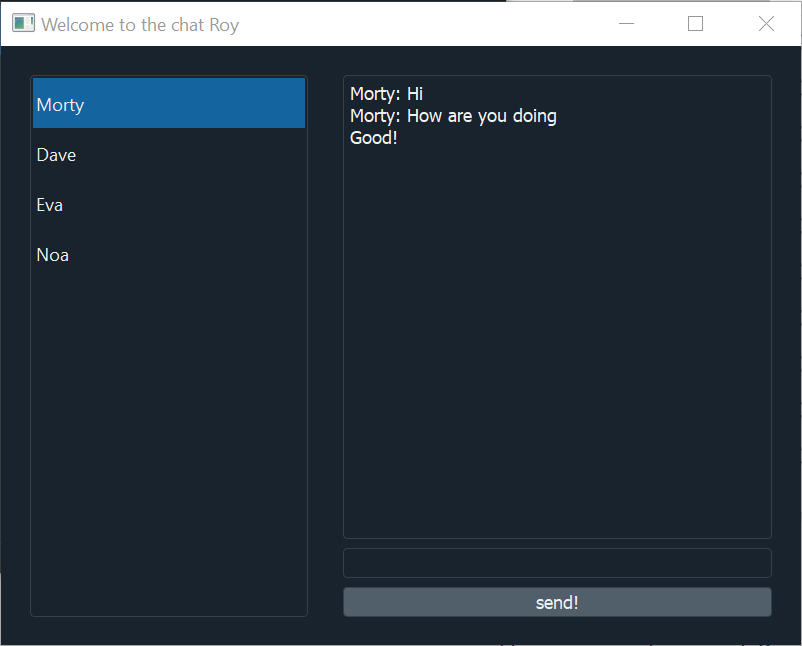 Welcome to the chat Roy
Morty
Dave
Eva
Noa
Morty: Hi
Morty: How are you doing
Good!
send!